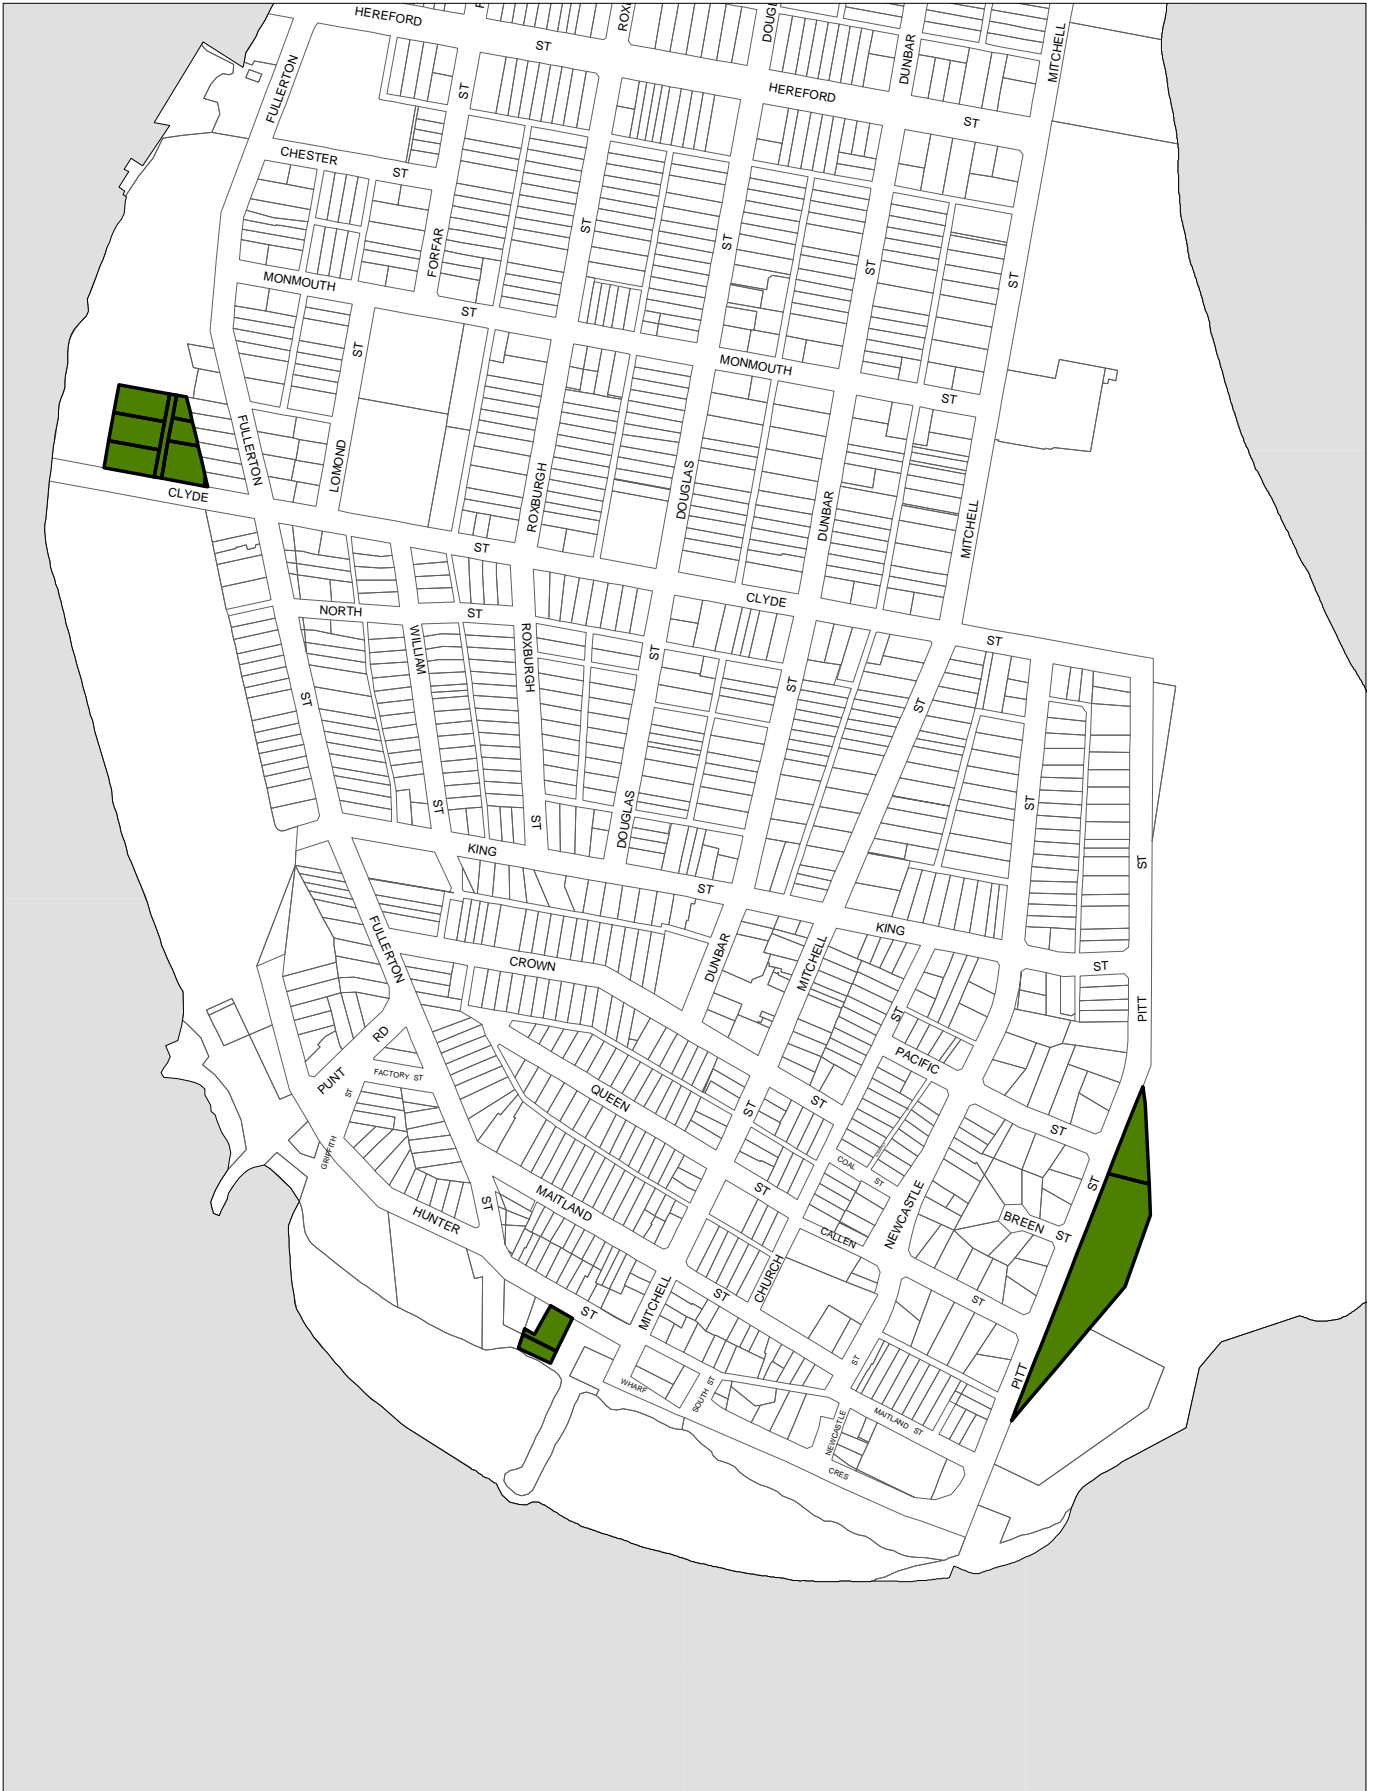 HEREFORD
ST
DOUGL
DUNBAR
MITCHELL
FULLERTON
ST
HEREFORD
ST
CHESTER
ST
FORFAR
ST
ST
ST
ST
MONMOUTH
ST
ST
MONMOUTH
ST
FULLERTON
LOMOND
ROXBURGH
DOUGLAS
DUNBAR
MITCHELL
CLYDE
ST
CLYDE
ST
NORTH
ST
WILLIAM
ROXBURGH
ST
ST
ST
ST
ST
ST
ST
DOUGLAS
ST
KING
ST
ST
KING
ST
FULLERTON
CROWN
DUNBAR
MITCHELL
PITT
ST
RD
PUNT
FACTORY ST
ST
GRIFFITH
PACIFIC
QUEEN
ST
ST
ST
COAL
ST
ST
MAITLAND
ST
ST
HUNTER
CALLEN
NEWCASTLE
BREEN
ST
CHURCH
MITCHELL
ST
ST
ST
ST
PITT
WHARF
SOUTH ST
MAITLAND ST
NEWCASTLE
CRES